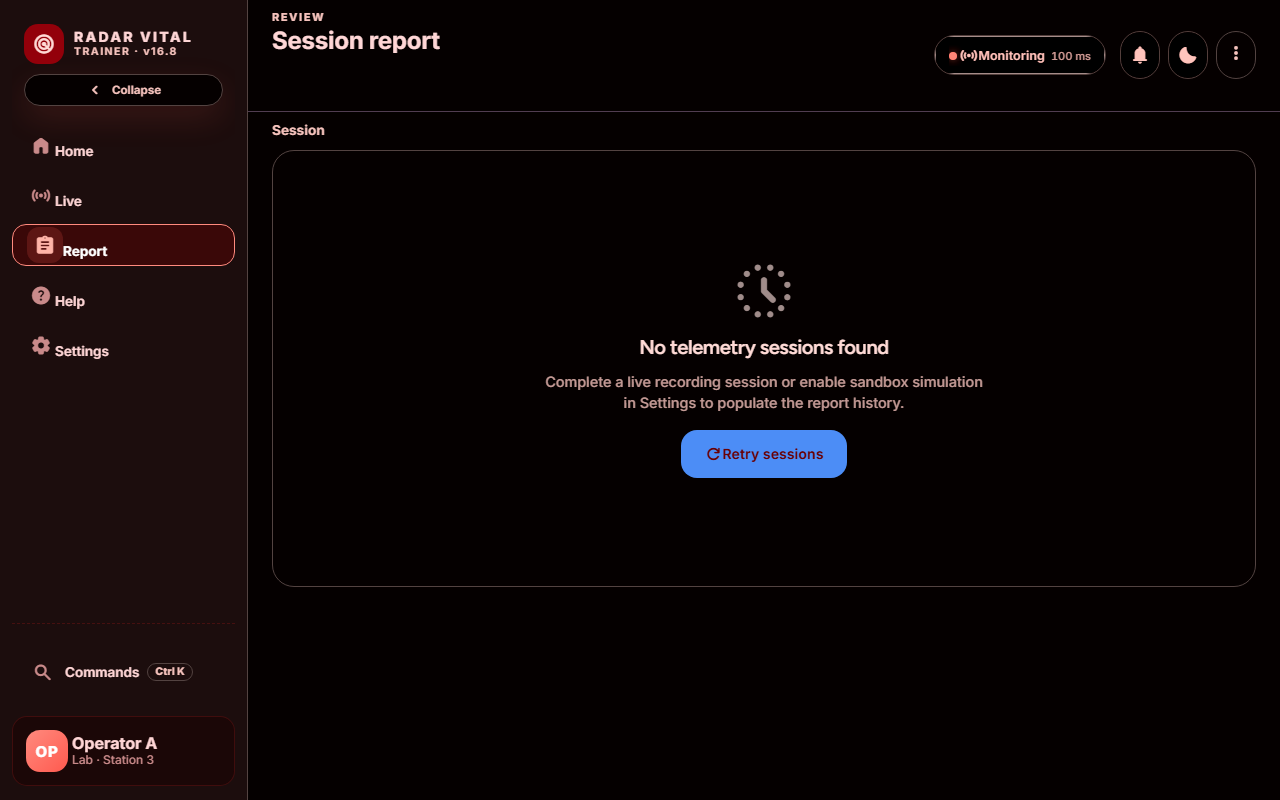 RADAR VITAL
TRAINER · v16.8
Collapse
Home
Live
Report
Help
Settings
Commands Ctrl K
OP
Operator A
Lab · Station 3
REVIEW
Session report
Monitoring 100 ms
Session
No telemetry sessions found
Complete a live recording session or enable sandbox simulation
in Settings to populate the report history.
Retry sessions